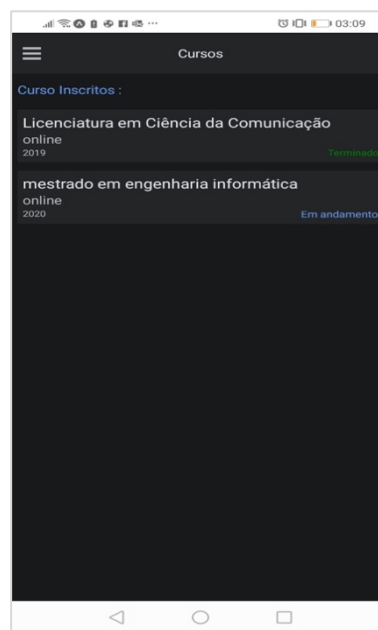 03:09
Cursos
Curso Inscritos :
Licenciatura em Ciência da Comunicação
online
2019
Terminado
mestrado em engenharia informática
online
2020
Em andamento